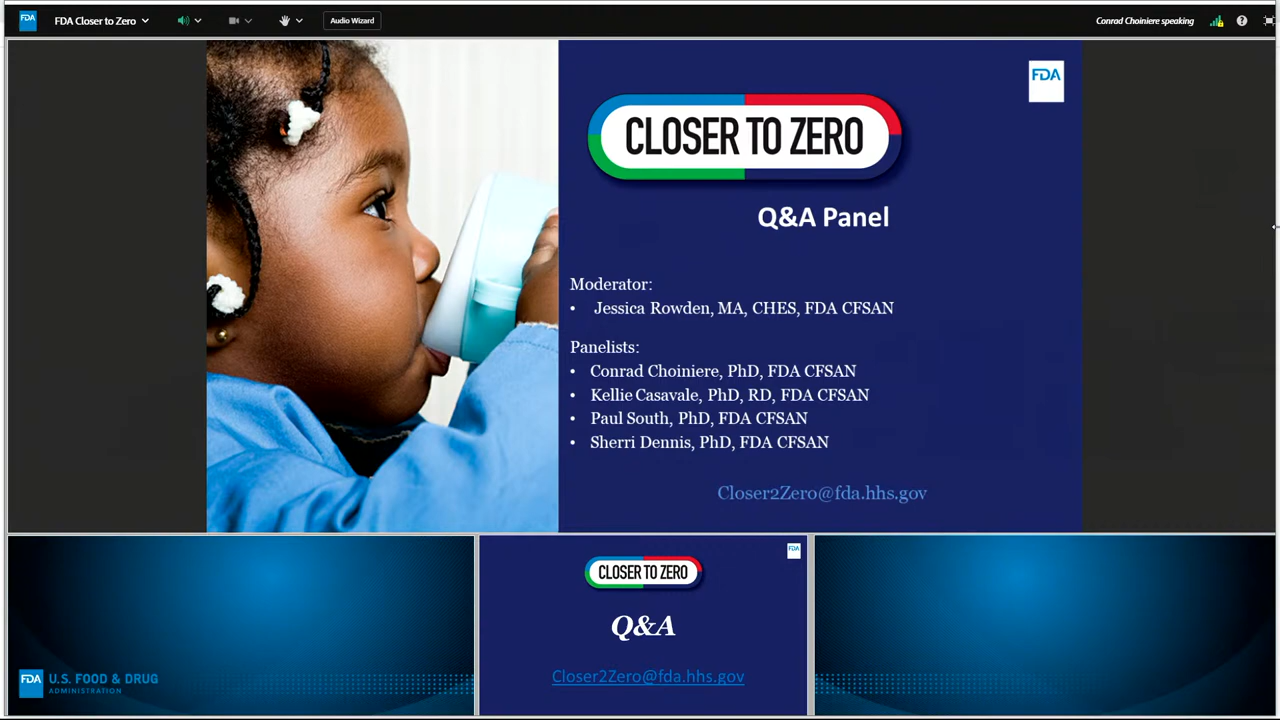 FDA
FDA Closer to Zero
Audio Wizard
Conrad Choiniere speaking
FDA
CLOSER TO ZERO
Q&A Panel
Moderator:
• Jessica Rowden, MA, CHES, FDA CFSAN
Panelists:
• Conrad Choiniere, PhD, FDA CFSAN
• Kellie Casavale, PhD, RD, FDA CFSAN
• Paul South, PhD, FDA CFSAN
• Sherri Dennis, PhD, FDA CFSAN
Closer2Zero@fda.hhs.gov
FDA
CLOSER TO ZERO
Q&A
Closer2Zero@fda.hhs.gov
FDA U.S. FOOD & DRUG
ADMINISTRATION